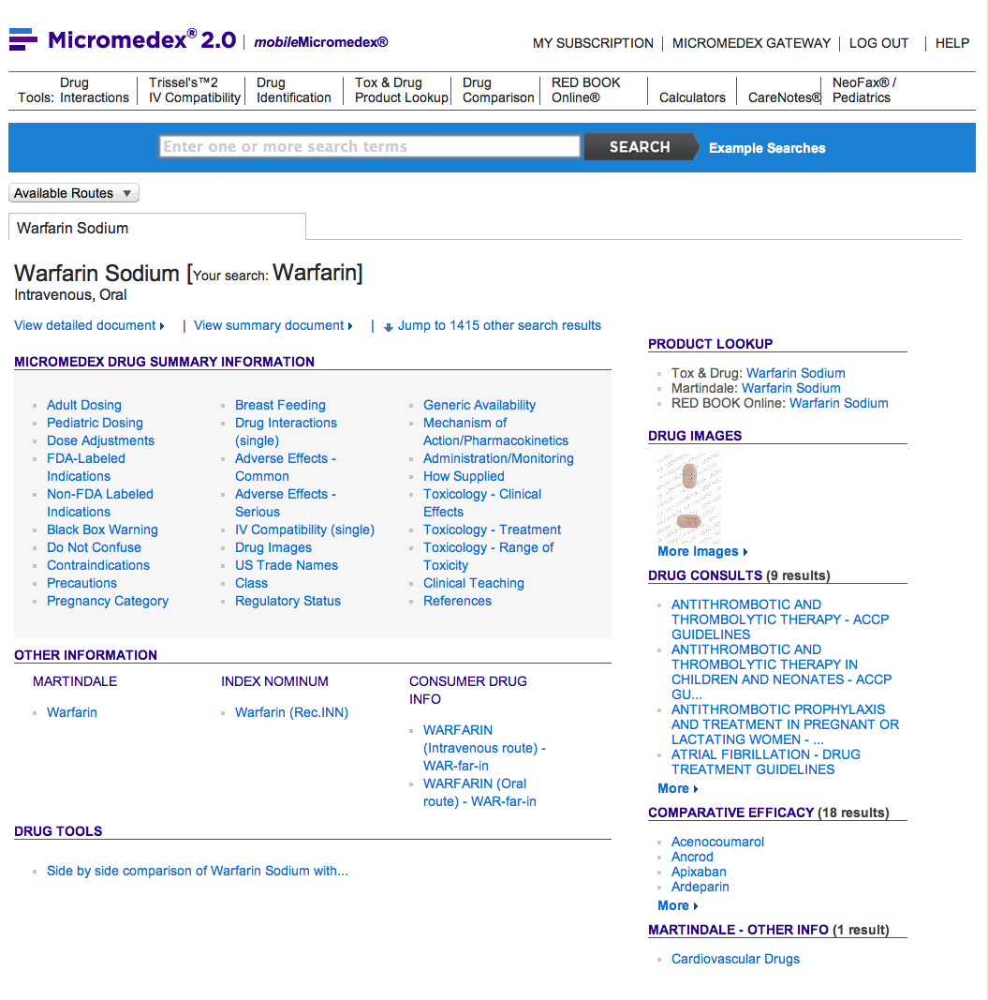 Micromedex® 2.0 | mobileMicromedex®
MY SUBSCRIPTION | MICROMEDEX GATEWAY | LOG OUT | HELP
Tools:
Drug
Interactions
Trissel's™2
IV Compatibility
Drug
Identification
Tox & Drug
Product Lookup
Drug
Comparison
RED BOOK
Online®
Calculators
CareNotes®
NeoFax® /
Pediatrics
Enter one or more search terms
SEARCH
Example Searches
Available Routes
Warfarin Sodium
Warfarin Sodium [Your search: Warfarin]
Intravenous, Oral
View detailed document | View summary document | Jump to 1415 other search results
MICROMEDEX DRUG SUMMARY INFORMATION
Adult Dosing
Pediatric Dosing
Dose Adjustments
FDA-Labeled
Indications
Non-FDA Labeled
Indications
Black Box Warning
Do Not Confuse
Contraindications
Precautions
Pregnancy Category
Breast Feeding
Drug Interactions
(single)
Adverse Effects -
Common
Adverse Effects -
Serious
IV Compatibility (single)
Drug Images
US Trade Names
Class
Regulatory Status
Generic Availability
Mechanism of
Action/Pharmacokinetics
Administration/Monitoring
How Supplied
Toxicology - Clinical
Effects
Toxicology - Treatment
Toxicology - Range of
Toxicity
Clinical Teaching
References
OTHER INFORMATION
MARTINDALE
Warfarin
INDEX NOMINUM
Warfarin (Rec.INN)
CONSUMER DRUG
INFO
WARFARIN
(Intravenous route) -
WAR-far-in
WARFARIN (Oral
route) - WAR-far-in
DRUG TOOLS
Side by side comparison of Warfarin Sodium with...
PRODUCT LOOKUP
Tox & Drug: Warfarin Sodium
Martindale: Warfarin Sodium
RED BOOK Online: Warfarin Sodium
DRUG IMAGES
More Images
DRUG CONSULTS (9 results)
ANTITHROMBOTIC AND
THROMBOLYTIC THERAPY - ACCP
GUIDELINES
ANTITHROMBOTIC AND
THROMBOLYTIC THERAPY IN
CHILDREN AND NEONATES - ACCP
GU...
ANTITHROMBOTIC PROPHYLAXIS
AND TREATMENT IN PREGNANT OR
LACTATING WOMEN - ...
ATRIAL FIBRILLATION - DRUG
TREATMENT GUIDELINES
More
COMPARATIVE EFFICACY (18 results)
Acenocoumarol
Ancrod
Apixaban
Ardeparin
More
MARTINDALE - OTHER INFO (1 result)
Cardiovascular Drugs